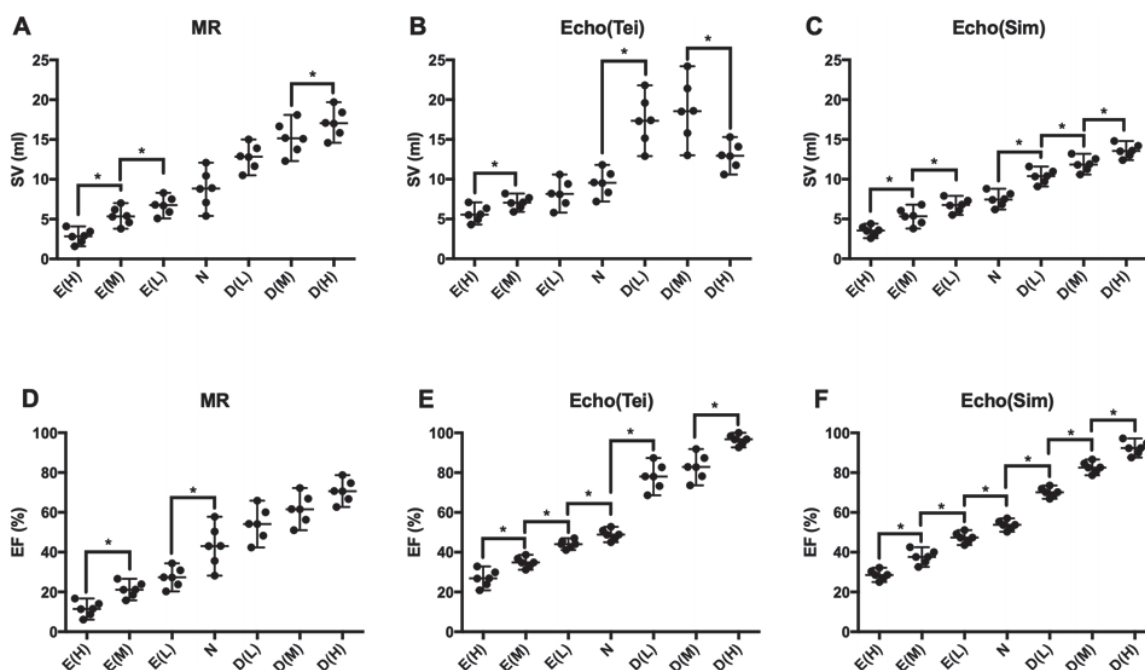 A
MR
SV (ml)
25
20
15
10
5
0
*
*
*
E(H)
E(M)
E(L)
N
D(L)
D(M)
D(H)
B
Echo(Tei)
SV (ml)
25
20
15
10
5
0
*
*
*
E(H)
E(M)
E(L)
N
D(L)
D(M)
D(H)
C
Echo(Sim)
SV (ml)
25
20
15
10
5
0
*
*
*
*
*
E(H)
E(M)
E(L)
N
D(L)
D(M)
D(H)
D
MR
EF (%)
100
80
60
40
20
0
*
*
E(H)
E(M)
E(L)
N
D(L)
D(M)
D(H)
E
Echo(Tei)
EF (%)
100
80
60
40
20
0
*
*
*
*
*
E(H)
E(M)
E(L)
N
D(L)
D(M)
D(H)
F
Echo(Sim)
EF (%)
100
80
60
40
20
0
*
*
*
*
*
*
E(H)
E(M)
E(L)
N
D(L)
D(M)
D(H)